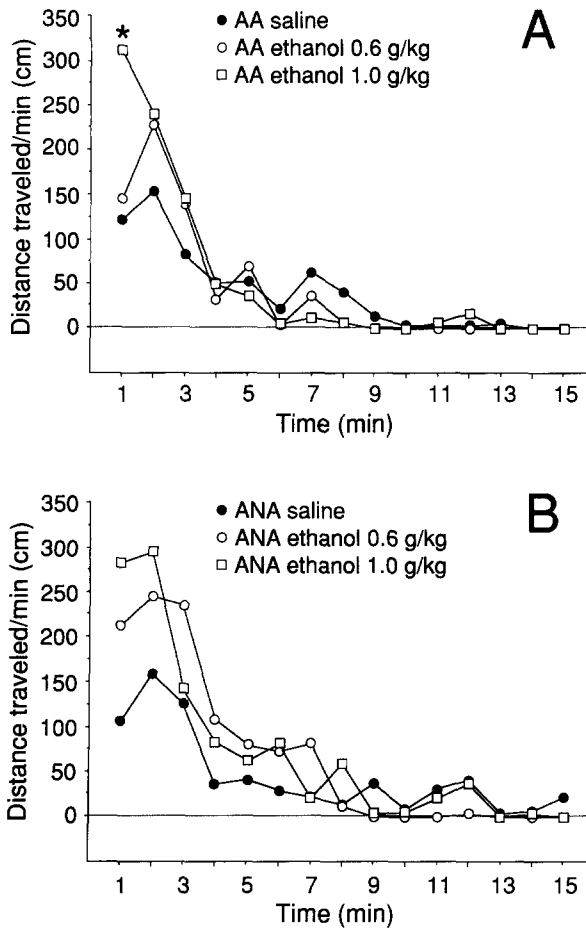 A
● AA saline
○ AA ethanol 0.6 g/kg
□ AA ethanol 1.0 g/kg
*
Distance traveled/min (cm)
350
300
250
200
150
100
50
0
1 3 5 7 9 11 13 15
Time (min)
B
● ANA saline
○ ANA ethanol 0.6 g/kg
□ ANA ethanol 1.0 g/kg
Distance traveled/min (cm)
350
300
250
200
150
100
50
0
1 3 5 7 9 11 13 15
Time (min)